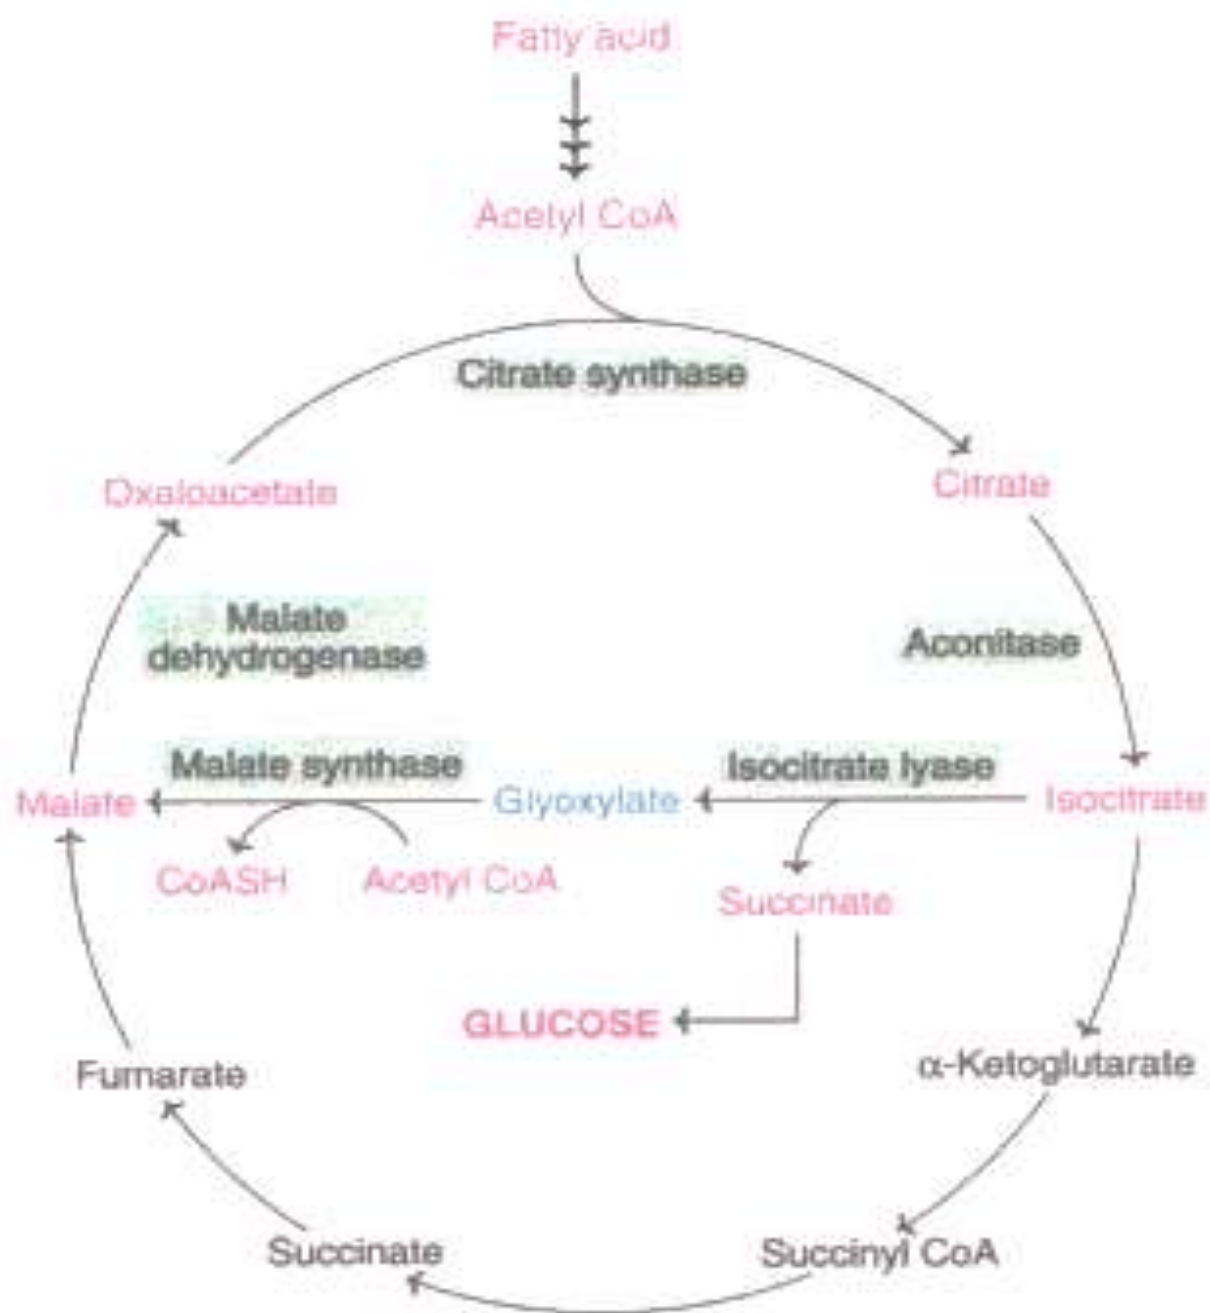 Fatty acid
Acetyl CoA
Citrate synthase
Oxaloacetate
Citrate
Malate
dehydrogenase
Aconitase
Malate synthase
Isocitrate lyase
Malate
Glyoxylate
Isocitrate
CoASH
Acetyl CoA
Succinate
GLUCOSE
Fumarate
α-Ketoglutarate
Succinate
Succinyl CoA